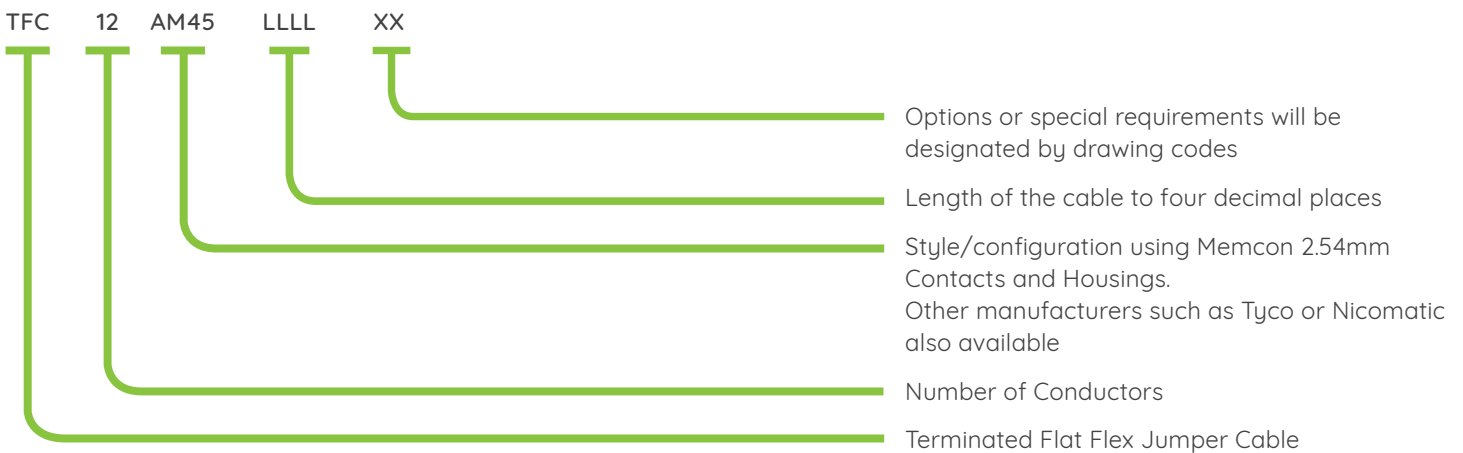 TFC 12 AM45 LLLL XX
Options or special requirements will be
designated by drawing codes
Length of the cable to four decimal places
Style/configuration using Memcon 2.54mm
Contacts and Housings.
Other manufacturers such as Tyco or Nicomatic
also available
Number of Conductors
Terminated Flat Flex Jumper Cable